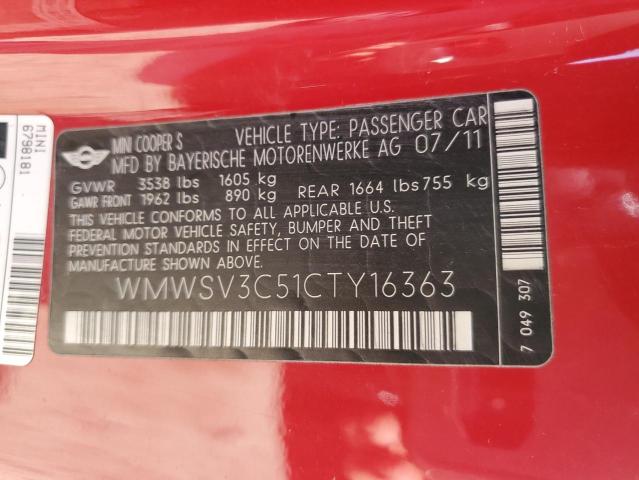 MINI
6798181
MINI COOPER S VEHICLE TYPE: PASSENGER CAR
MFD BY BAYERISCHE MOTORENWERKE AG 07/11
GVWR 3538 lbs 1605 kg
GAWR FRONT 1962 lbs 890 kg REAR 1664 lbs 755 kg
THIS VEHICLE CONFORMS TO ALL APPLICABLE U.S.
FEDERAL MOTOR VEHICLE SAFETY, BUMPER AND THEFT
PREVENTION STANDARDS IN EFFECT ON THE DATE OF
MANUFACTURE SHOWN ABOVE.
WMWSV3C51CTY16363
7 049 307